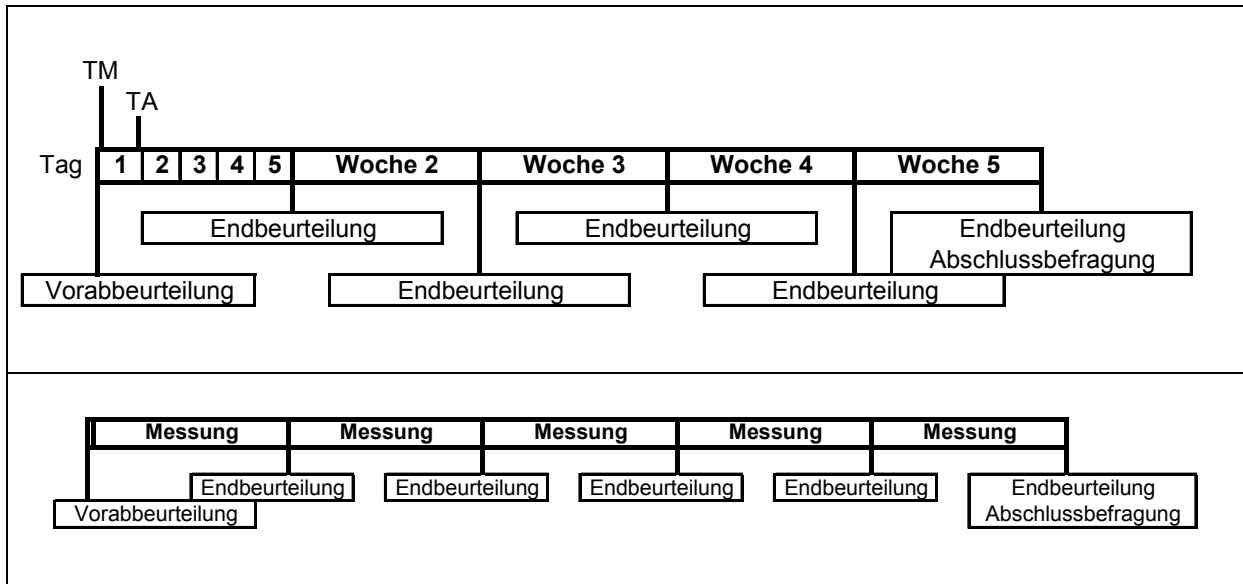 TM
TA
Tag 1 2 3 4 5 Woche 2 Woche 3 Woche 4 Woche 5
Endbeurteilung Endbeurteilung Endbeurteilung
Abschlussbefragung
Vorabbeurteilung Endbeurteilung Endbeurteilung
Messung Messung Messung Messung Messung
Endbeurteilung Endbeurteilung Endbeurteilung Endbeurteilung Endbeurteilung
Vorabbeurteilung Abschlussbefragung